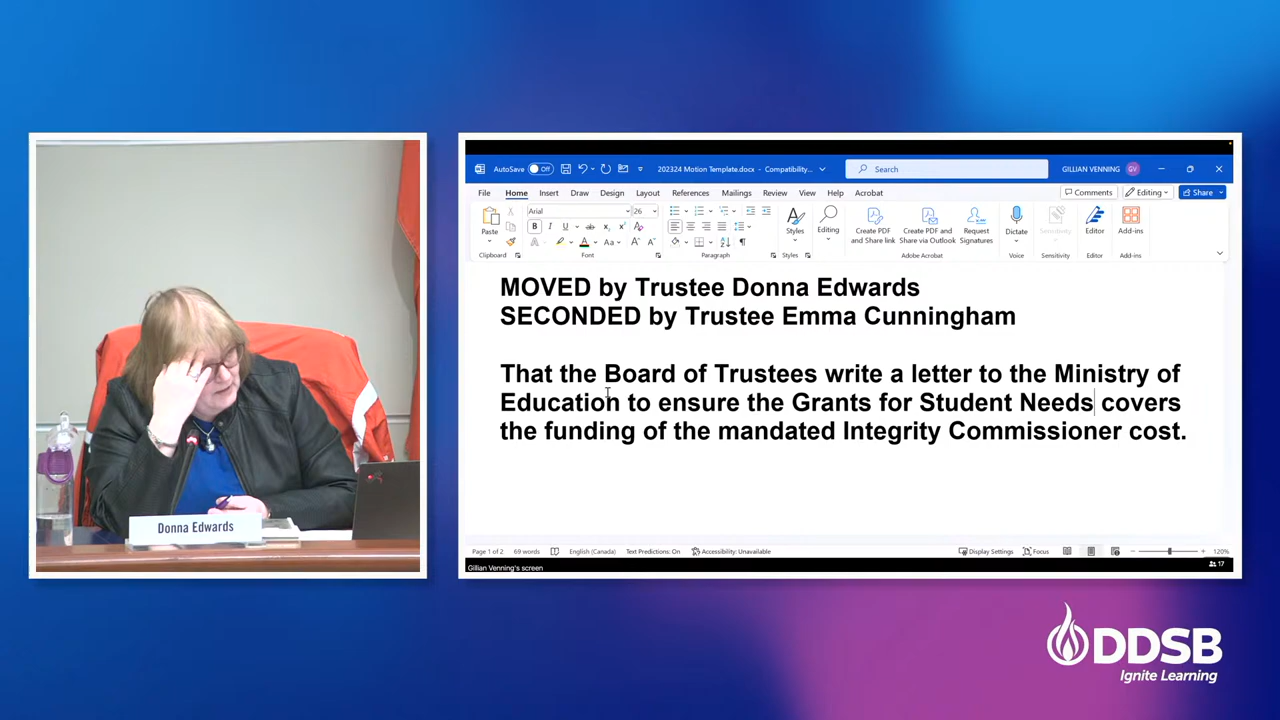 AutoSave Off 202324 Motion Template.docx - Compatibility... Search GILLIAN VENNING GV
File Home Insert Draw Design Layout References Mailings Review View Help Acrobat Comments Editing Share
Arial 26
Paste Styles Editing Create PDF and Share link Create PDF and Share via Outlook Request Signatures Dictate Sensitivity Editor Add-ins
Clipboard Font Paragraph Styles Adobe Acrobat Voice Sensitivity Editor Add-ins
MOVED by Trustee Donna Edwards
SECONDED by Trustee Emma Cunningham
That the Board of Trustees write a letter to the Ministry of
Education to ensure the Grants for Student Needs covers
the funding of the mandated Integrity Commissioner cost.
Donna Edwards
Page 1 of 2 69 words English (Canada) Text Predictions: On Accessibility: Unavailable Display Settings Focus 120%
Gillian Venning's screen 17
DDSB
Ignite Learning